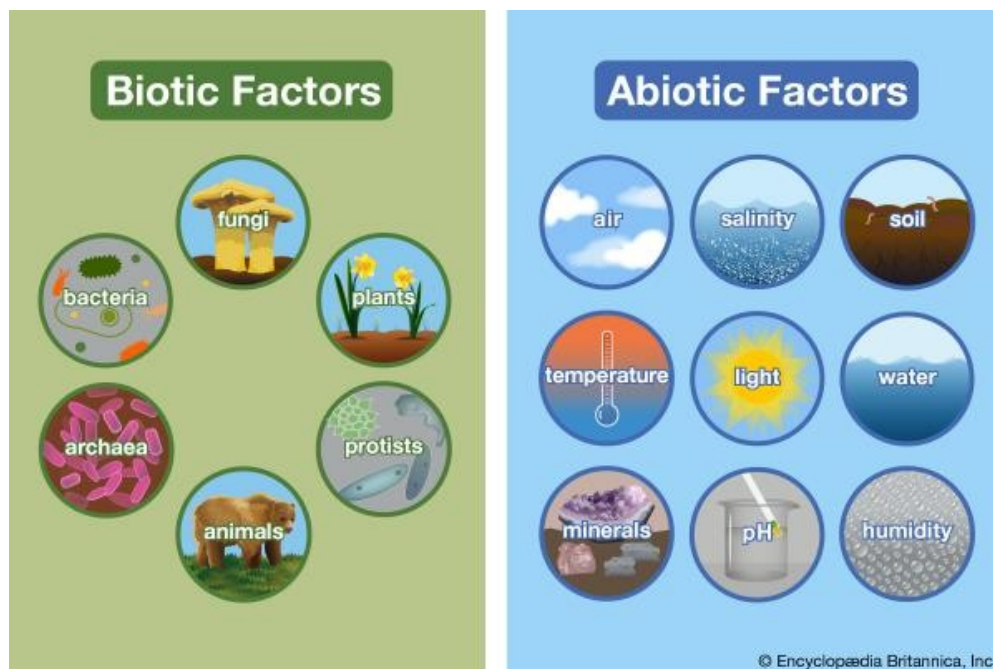 Biotic Factors
fungi
bacteria
plants
archaea
protists
animals
Abiotic Factors
air
salinity
soil
temperature
light
water
minerals
pH
humidity
© Encyclopædia Britannica, Inc